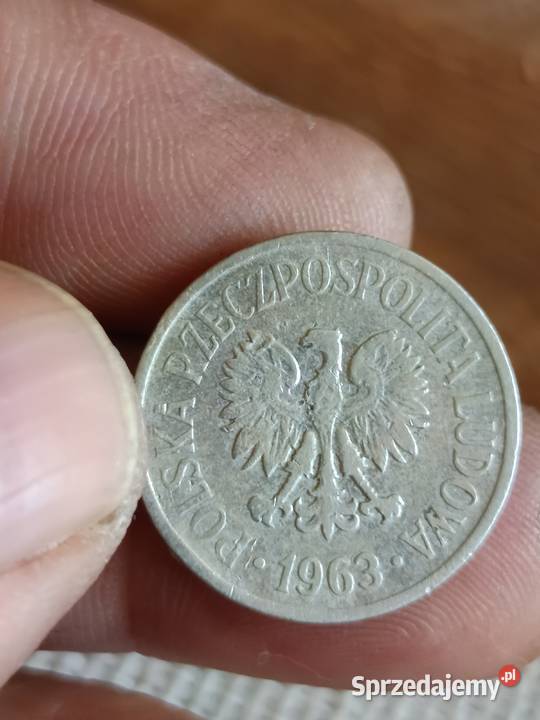 POLSKA RZECZPOSPOLITA LUDOWA
· 1963 ·
Sprzedajemy.pl